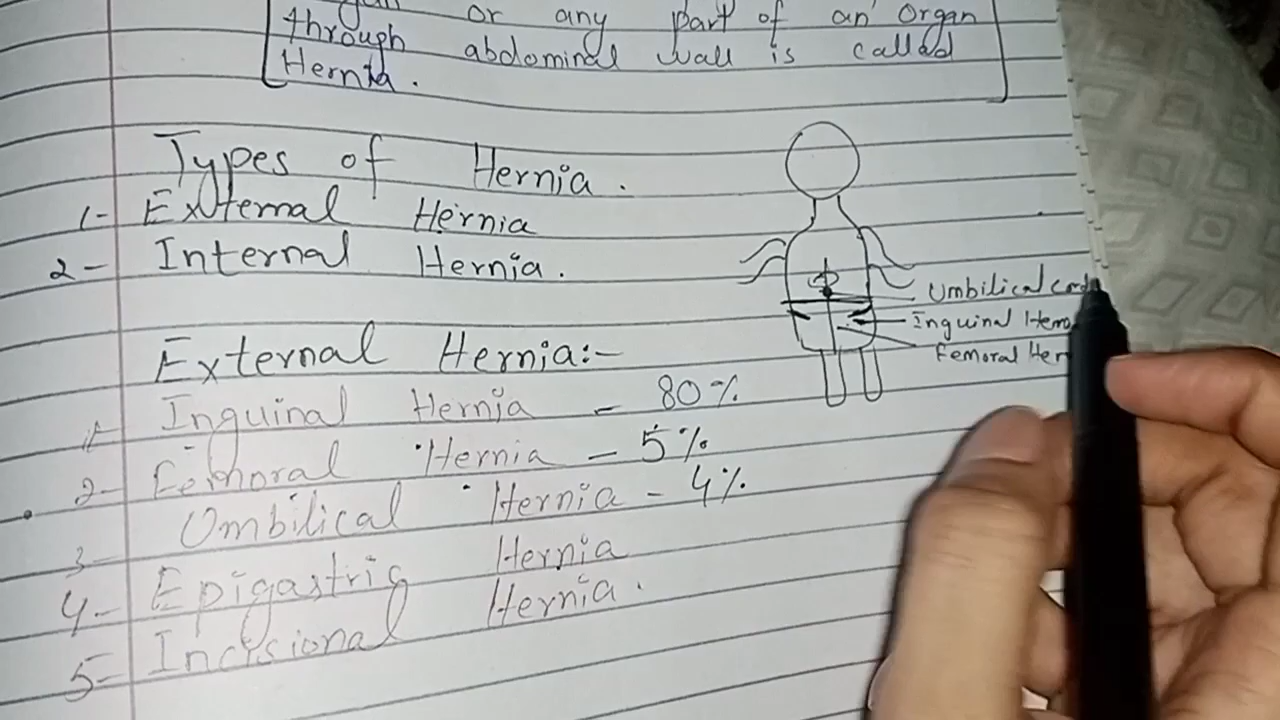 or any part of an organ
through abdominal wall is called
Hernia.
Types of Hernia.
1- External Hernia
2- Internal Hernia.
External Hernia:-
1- Inguinal Hernia - 80%
2- Femoral Hernia - 5%
3- Umbilical Hernia - 4%
4- Epigastric Hernia
5- Incisional Hernia.
Umbilical cord
Inguinal Hern
Femoral Her